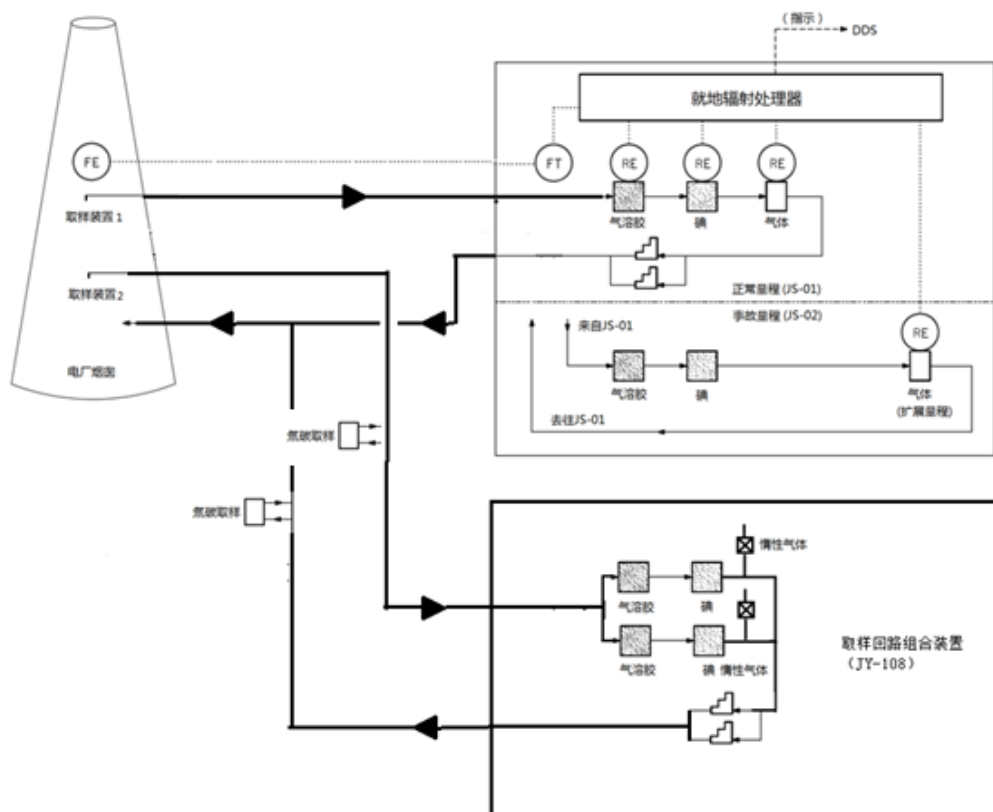 （指示）
DDS
就地辐射处理器
FE
FT
RE
RE
RE
取样装置1
气溶胶
碘
气体
取样装置2
正常量程 (JS-01)
事故量程 (JS-02)
来自JS-01
RE
电厂烟囱
气溶胶
碘
气体
(扩展量程)
去往JS-01
氚碳取样
氚碳取样
惰性气体
气溶胶
碘
取样回路组合装置
（JY-108）
气溶胶
碘
惰性气体